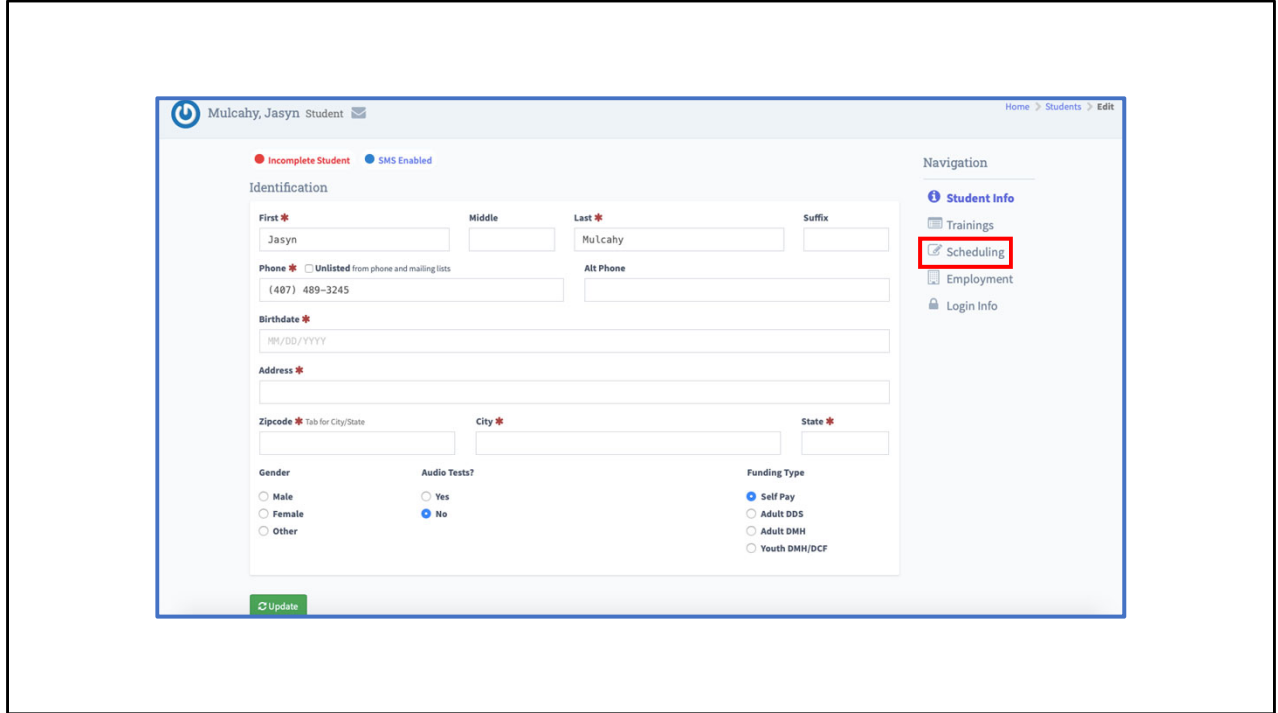 Mulcahy, Jasyn Student
Home > Students > Edit
Incomplete Student SMS Enabled
Identification
First * Middle Last * Suffix
Jasyn Mulcahy
Phone * Unlisted from phone and mailing lists Alt Phone
(407) 489-3245
Birthdate *
MM/DD/YYYY
Address *
Zipcode * Tab for City/State City * State *
Gender Audio Tests? Funding Type
Male Yes Self Pay
Female No Adult DDS
Other Adult DMH
Youth DMH/DCF
Update
Navigation
Student Info
Trainings
Scheduling
Employment
Login Info